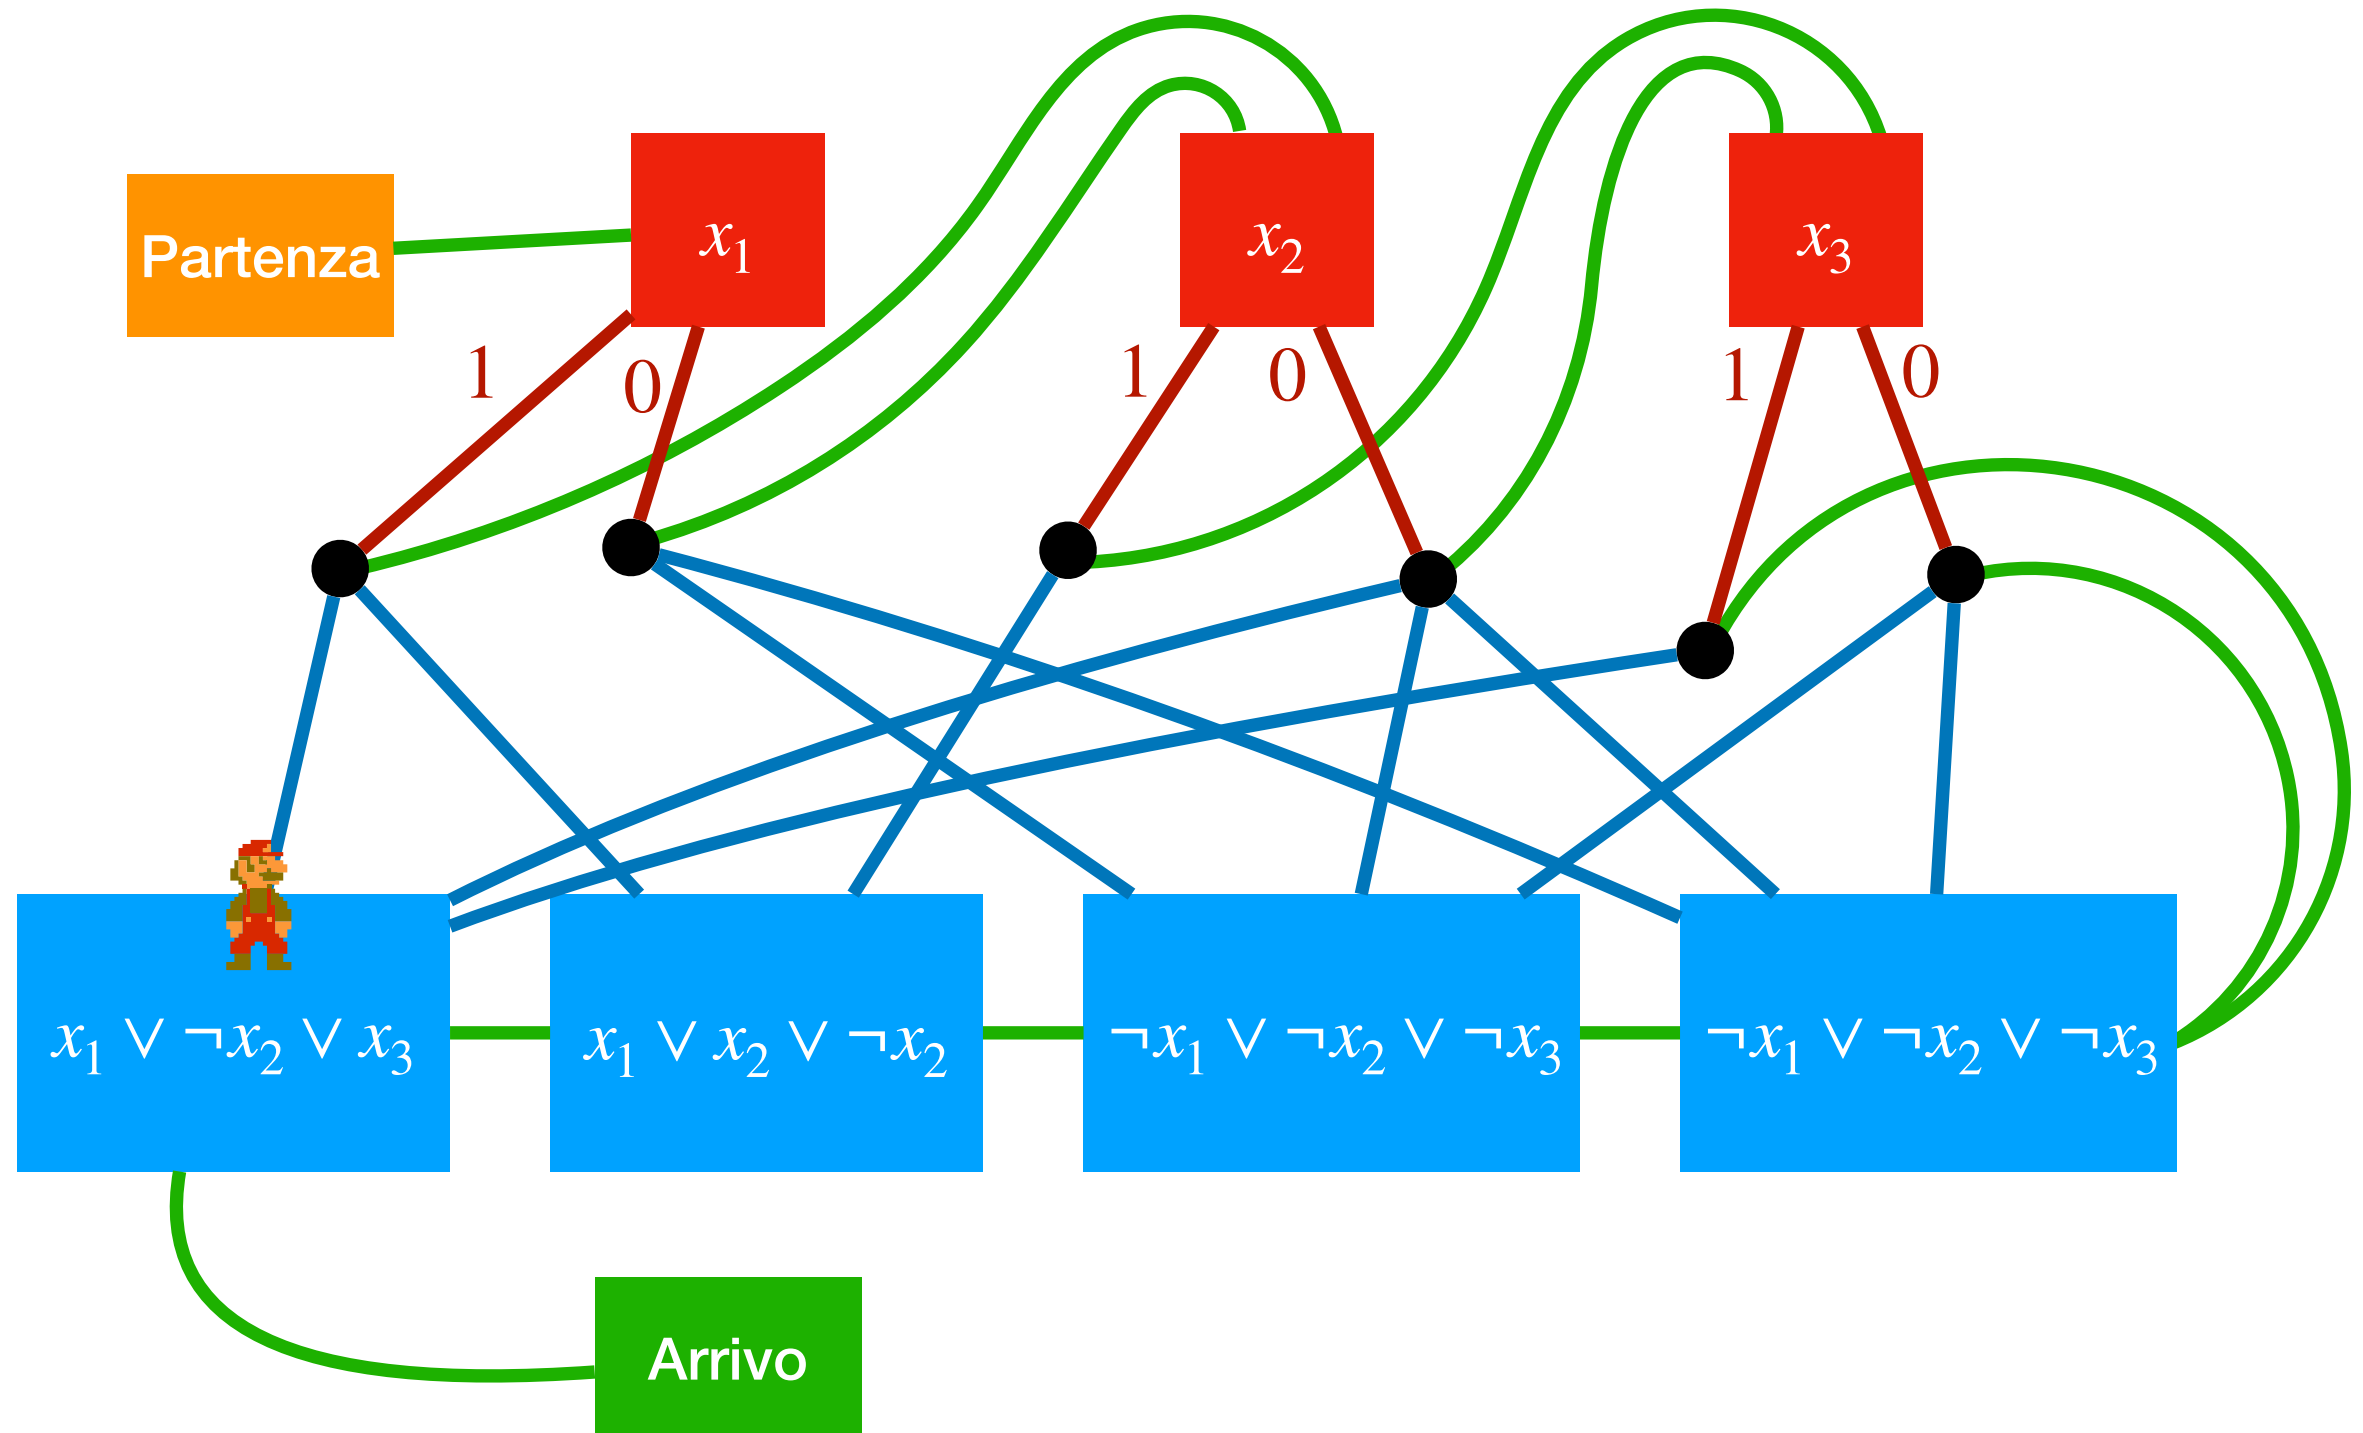 Partenza
x₁
x₂
x₃
1
0
1
0
1
0
x₁ ∨ ¬x₂ ∨ x₃
x₁ ∨ x₂ ∨ ¬x₂
¬x₁ ∨ ¬x₂ ∨ ¬x₃
¬x₁ ∨ ¬x₂ ∨ ¬x₃
Arrivo